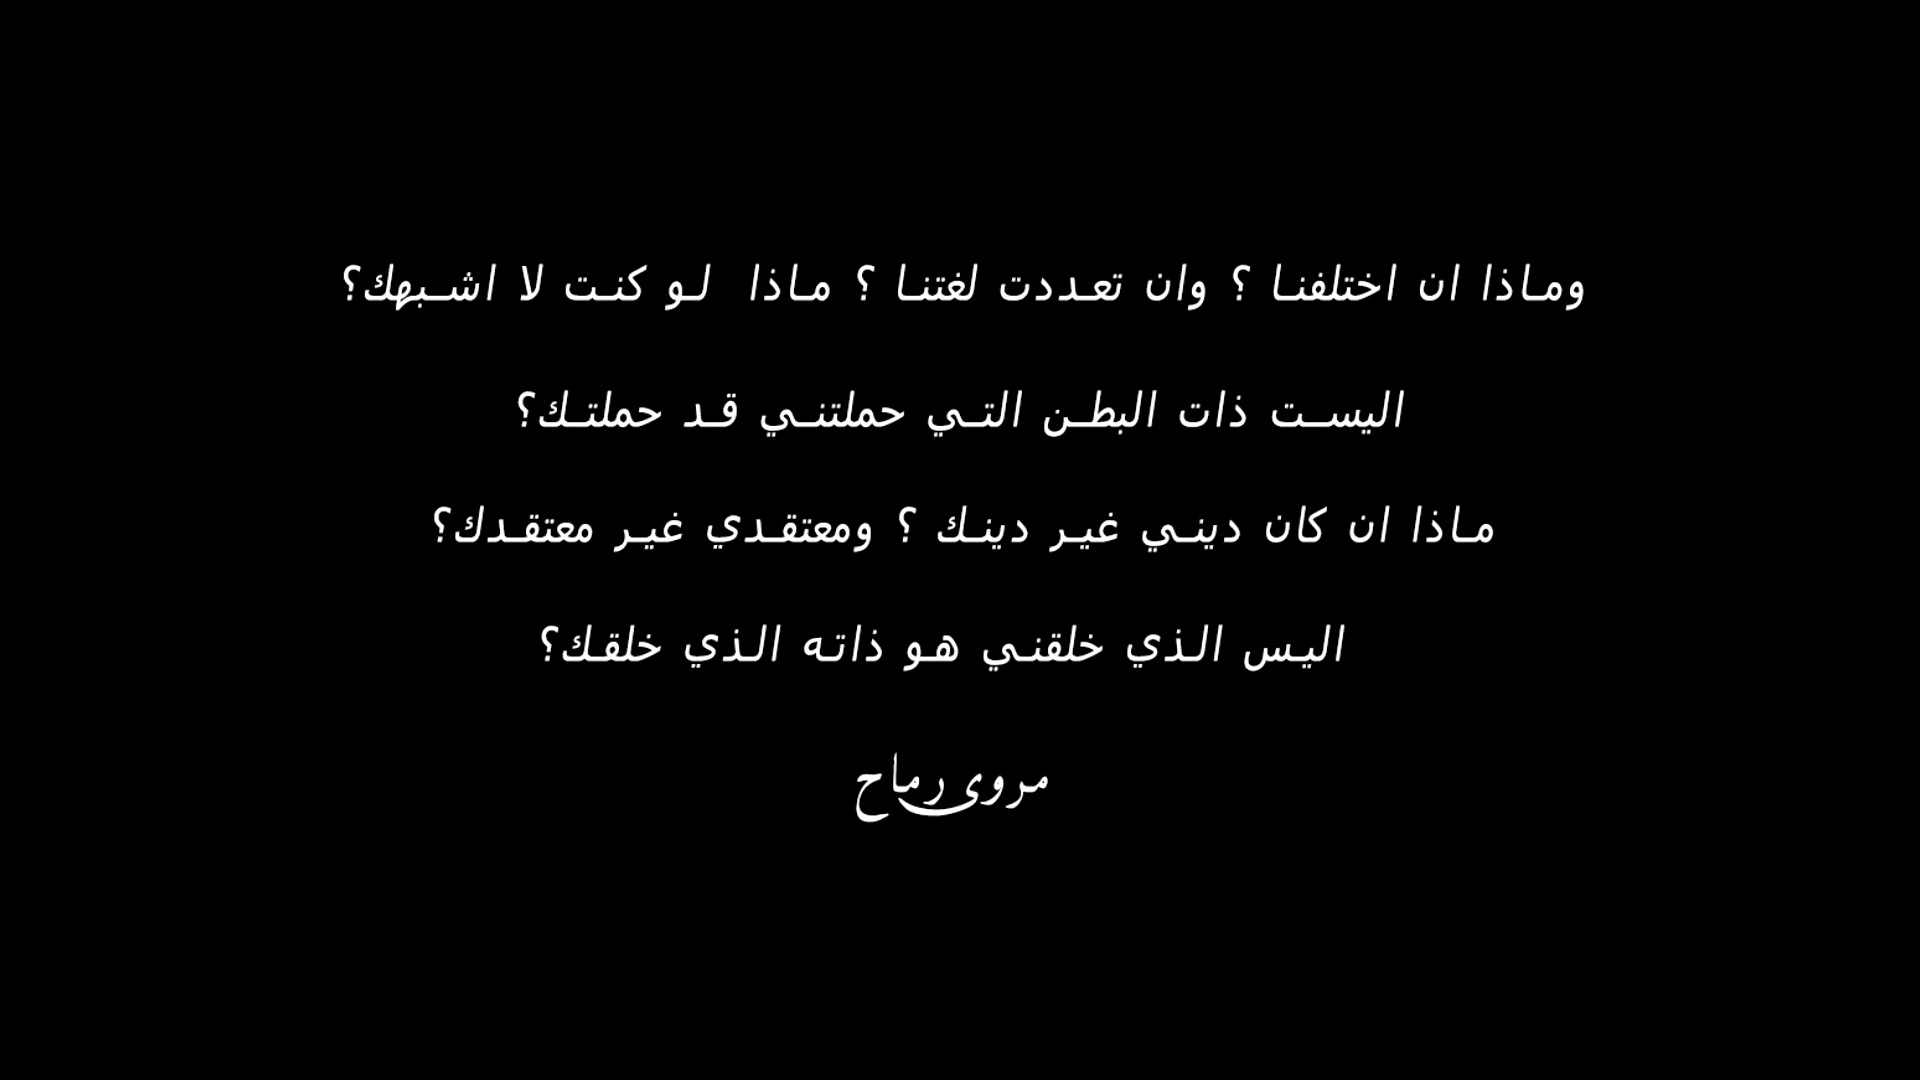 وماذا ان اختلفنا ؟ وان تعددت لغتنا ؟ ماذا لو كنت لا اشبهك؟
اليست ذات البطن التي حملتني قد حملتك؟
ماذا ان كان ديني غير دينك ؟ ومعتقدي غير معتقدك؟
اليس الذي خلقني هو ذاته الذي خلقك؟
مروى رماح